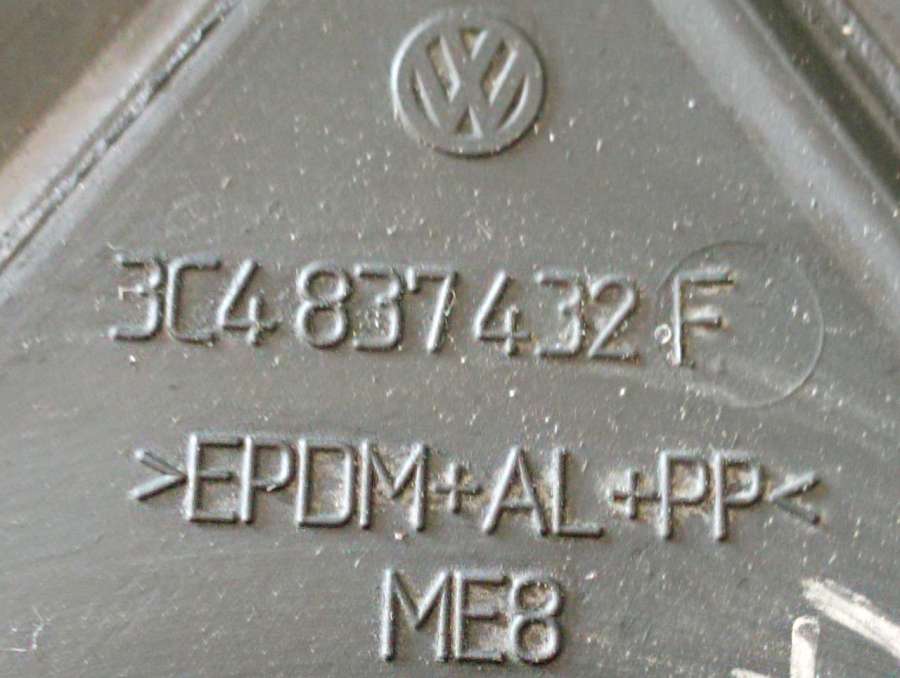 3C4 837 432 F
>EPDM+AL+PP<
ME8